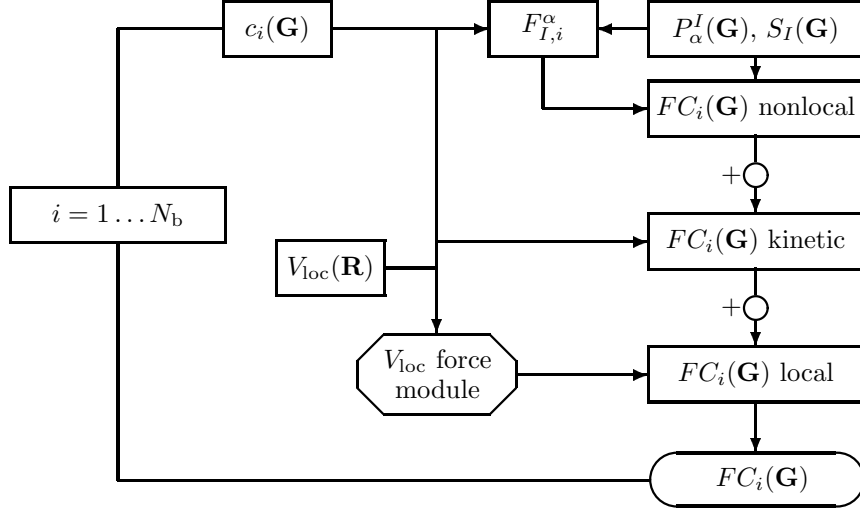 c_i(G)
F^α_{I,i}
P^I_α(G), S_I(G)
FC_i(G) nonlocal
+
i = 1 … N_b
FC_i(G) kinetic
V_loc(R)
+
V_loc force
module
FC_i(G) local
FC_i(G)